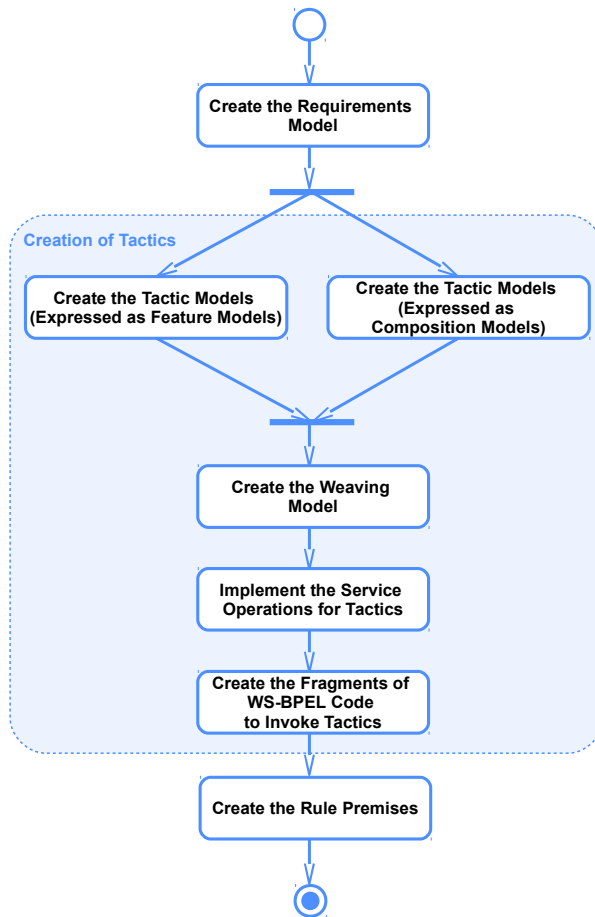 Create the Requirements
Model
Creation of Tactics
Create the Tactic Models
(Expressed as Feature Models)
Create the Tactic Models
(Expressed as
Composition Models)
Create the Weaving
Model
Implement the Service
Operations for Tactics
Create the Fragments of
WS-BPEL Code
to Invoke Tactics
Create the Rule Premises